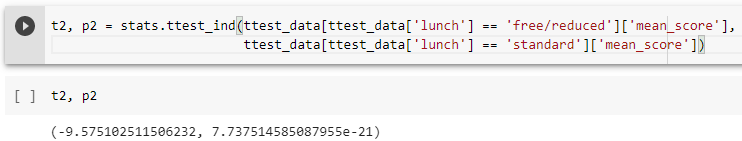 t2, p2 = stats.ttest_ind(ttest_data[ttest_data['lunch'] == 'free/reduced']['mean_score'],
ttest_data[ttest_data['lunch'] == 'standard']['mean_score'])
[ ] t2, p2
(-9.575102511506232, 7.737514585087955e-21)